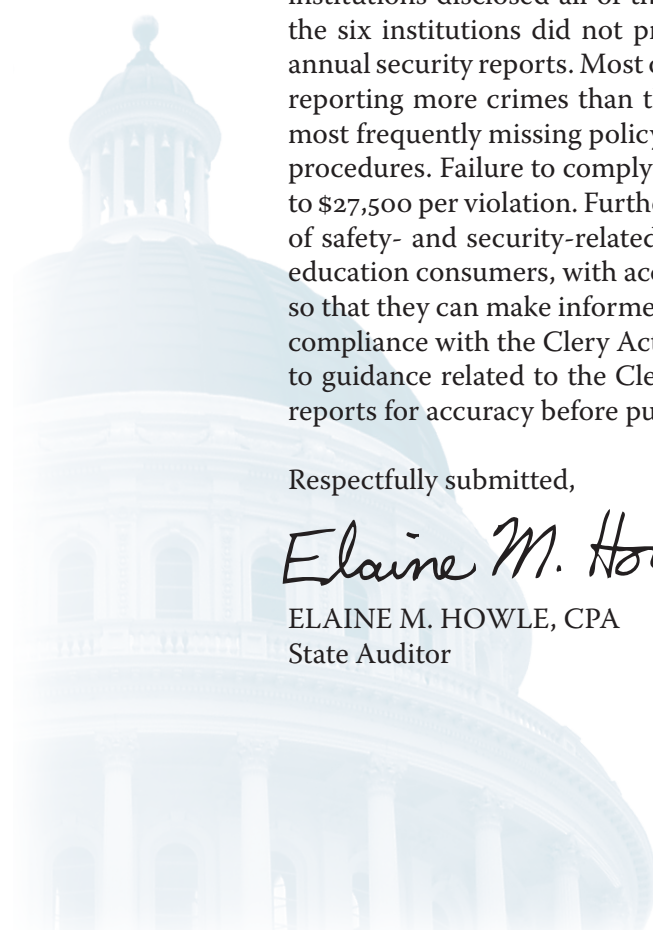 institutions disclosed all of th
the six institutions did not pr
annual security reports. Most o
reporting more crimes than t
most frequently missing policy
procedures. Failure to comply
to $27,500 per violation. Furthe
of safety- and security-related
education consumers, with acc
so that they can make informe
compliance with the Clery Act
to guidance related to the Cle
reports for accuracy before pu
Respectfully submitted,
Elaine M. Ho
ELAINE M. HOWLE, CPA
State Auditor